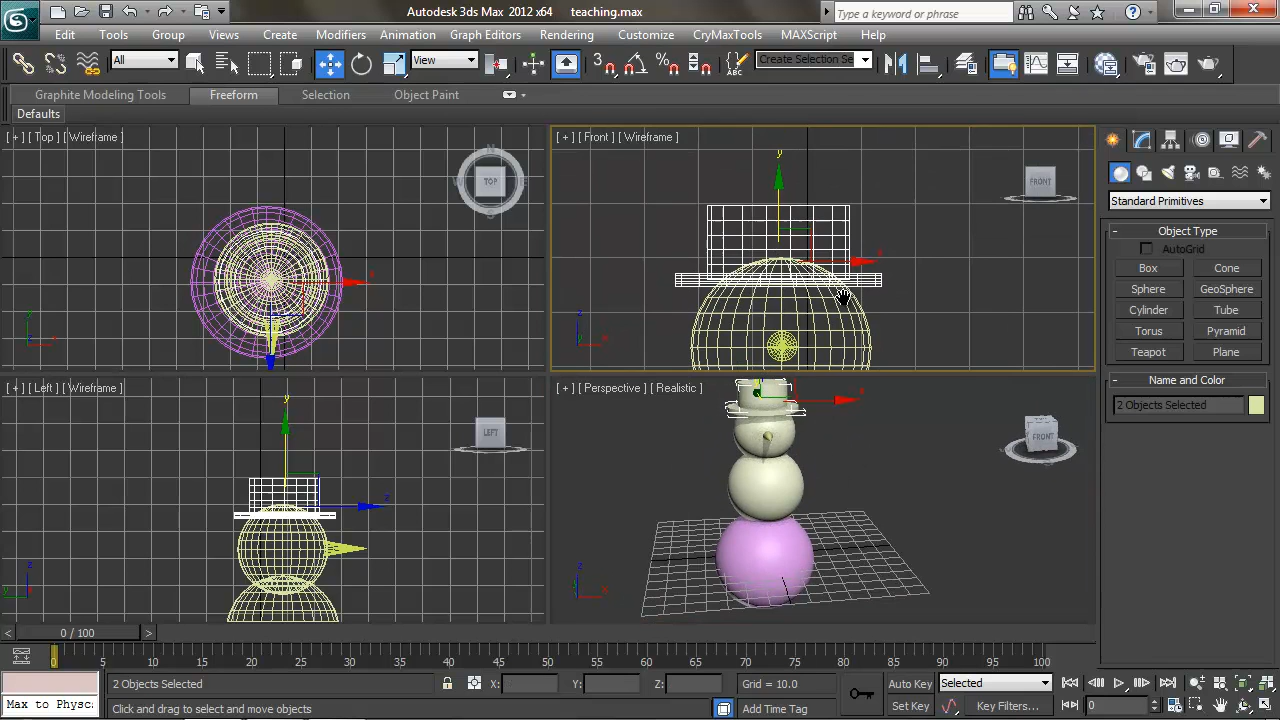 Autodesk 3ds Max 2012 x64 teaching.max
Type a keyword or phrase
Edit Tools Group Views Create Modifiers Animation Graph Editors Rendering Customize CryMaxTools MAXScript Help
All View Create Selection Se
Graphite Modeling Tools Freeform Selection Object Paint
Defaults
[ + ] [ Top ] [ Wireframe ]
TOP
x
[ + ] [ Front ] [ Wireframe ]
y
FRONT
x
z
Standard Primitives
- Object Type
AutoGrid
Box Cone
Sphere GeoSphere
Cylinder Tube
Torus Pyramid
Teapot Plane
- Name and Color
2 Objects Selected
[ + ] [ Left ] [ Wireframe ]
y
LEFT
z
[ + ] [ Perspective ] [ Realistic ]
FRONT
x
z
< 0 / 100 >
0 5 10 15 20 25 30 35 40 45 50 55 60 65 70 75 80 85 90 95 100
2 Objects Selected X: Y: Z: Grid = 10.0 Auto Key Selected
Max to Physc
Click and drag to select and move objects Add Time Tag Set Key Key Filters... 0